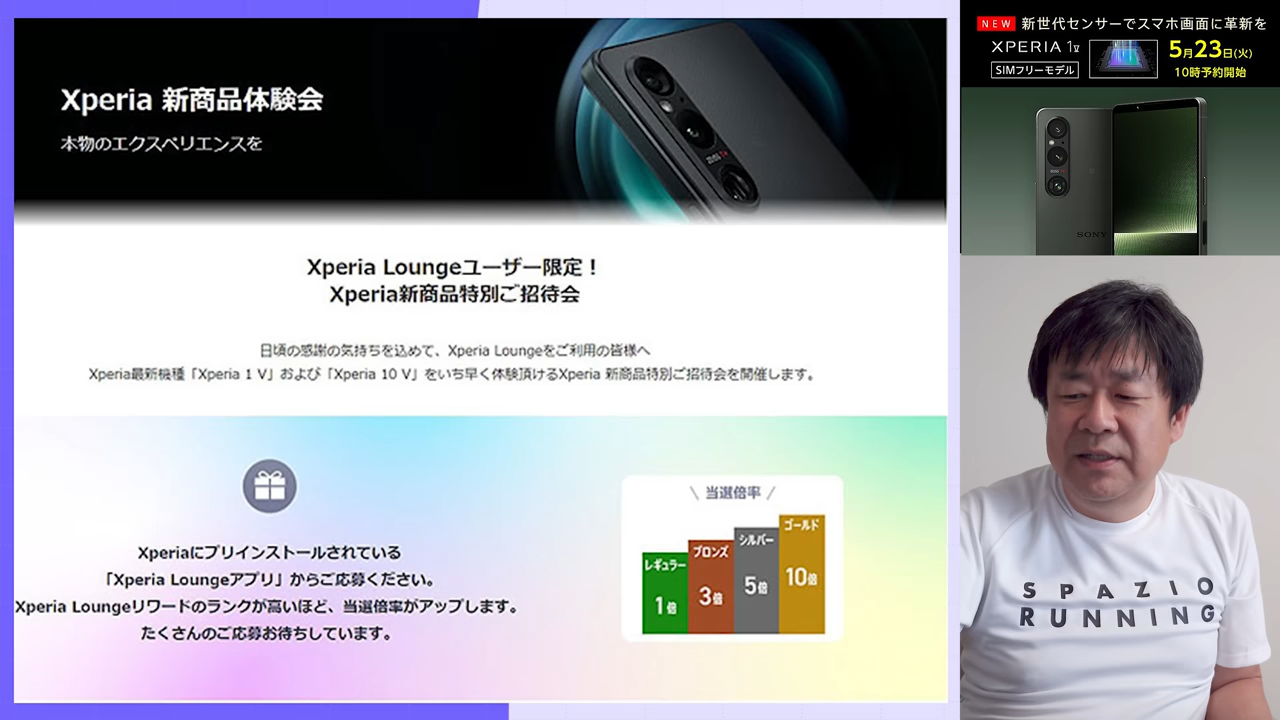 Xperia 新商品体験会
本物のエクスペリエンスを
Xperia Loungeユーザー限定！
Xperia新商品特別ご招待会
日頃の感謝の気持ちを込めて、Xperia Loungeをご利用の皆様へ
Xperia最新機種「Xperia 1 V」および「Xperia 10 V」をいち早く体験頂けるXperia 新商品特別ご招待会を開催します。
Xperiaにプリインストールされている
「Xperia Loungeアプリ」からご応募ください。
Xperia Loungeリワードのランクが高いほど、当選倍率がアップします。
たくさんのご応募お待ちしています。
\ 当選倍率 /
レギュラー
1倍
ブロンズ
3倍
シルバー
5倍
ゴールド
10倍
NEW 新世代センサーでスマホ画面に革新を
XPERIA 1V
SIMフリーモデル
5月23日(火)
10時予約開始
SONY
SPAZIO
RUNNING